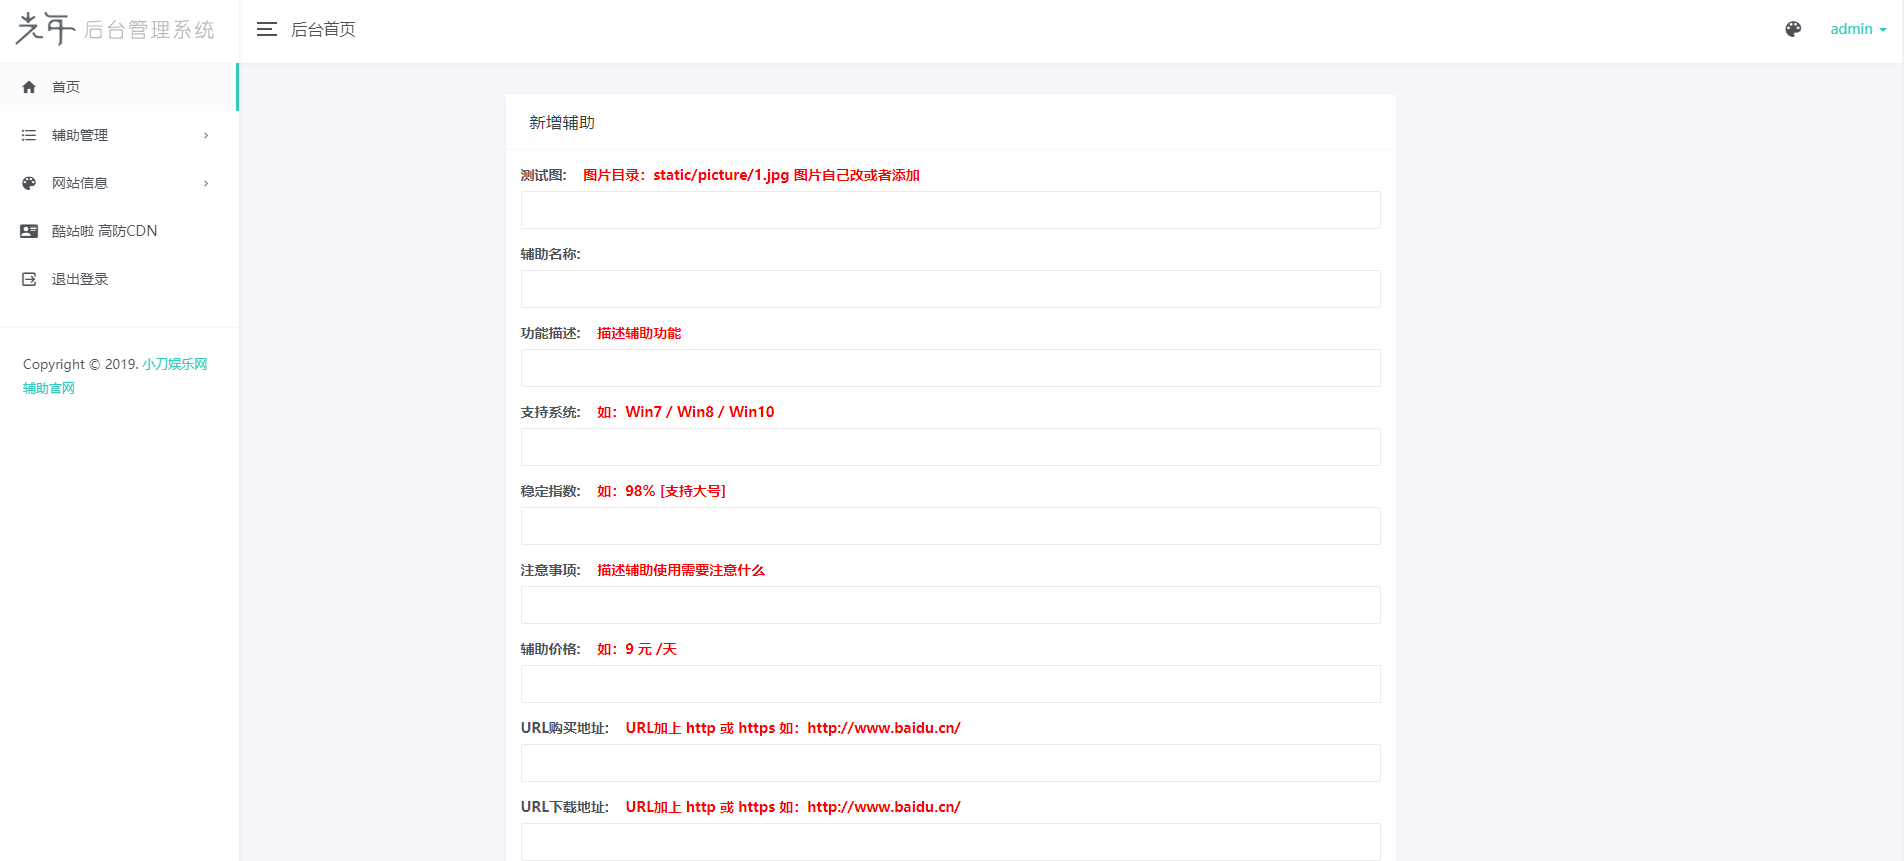 光年 后台管理系统
后台首页
admin
首页
辅助管理
网站信息
酷站啦 高防CDN
退出登录
Copyright © 2019. 小刀娱乐网
辅助官网
新增辅助
测试图: 图片目录：static/picture/1.jpg 图片自己改或者添加
辅助名称:
功能描述: 描述辅助功能
支持系统: 如：Win7 / Win8 / Win10
稳定指数: 如：98% [支持大号]
注意事项: 描述辅助使用需要注意什么
辅助价格: 如：9 元 /天
URL购买地址: URL加上 http 或 https 如：http://www.baidu.cn/
URL下载地址: URL加上 http 或 https 如：http://www.baidu.cn/